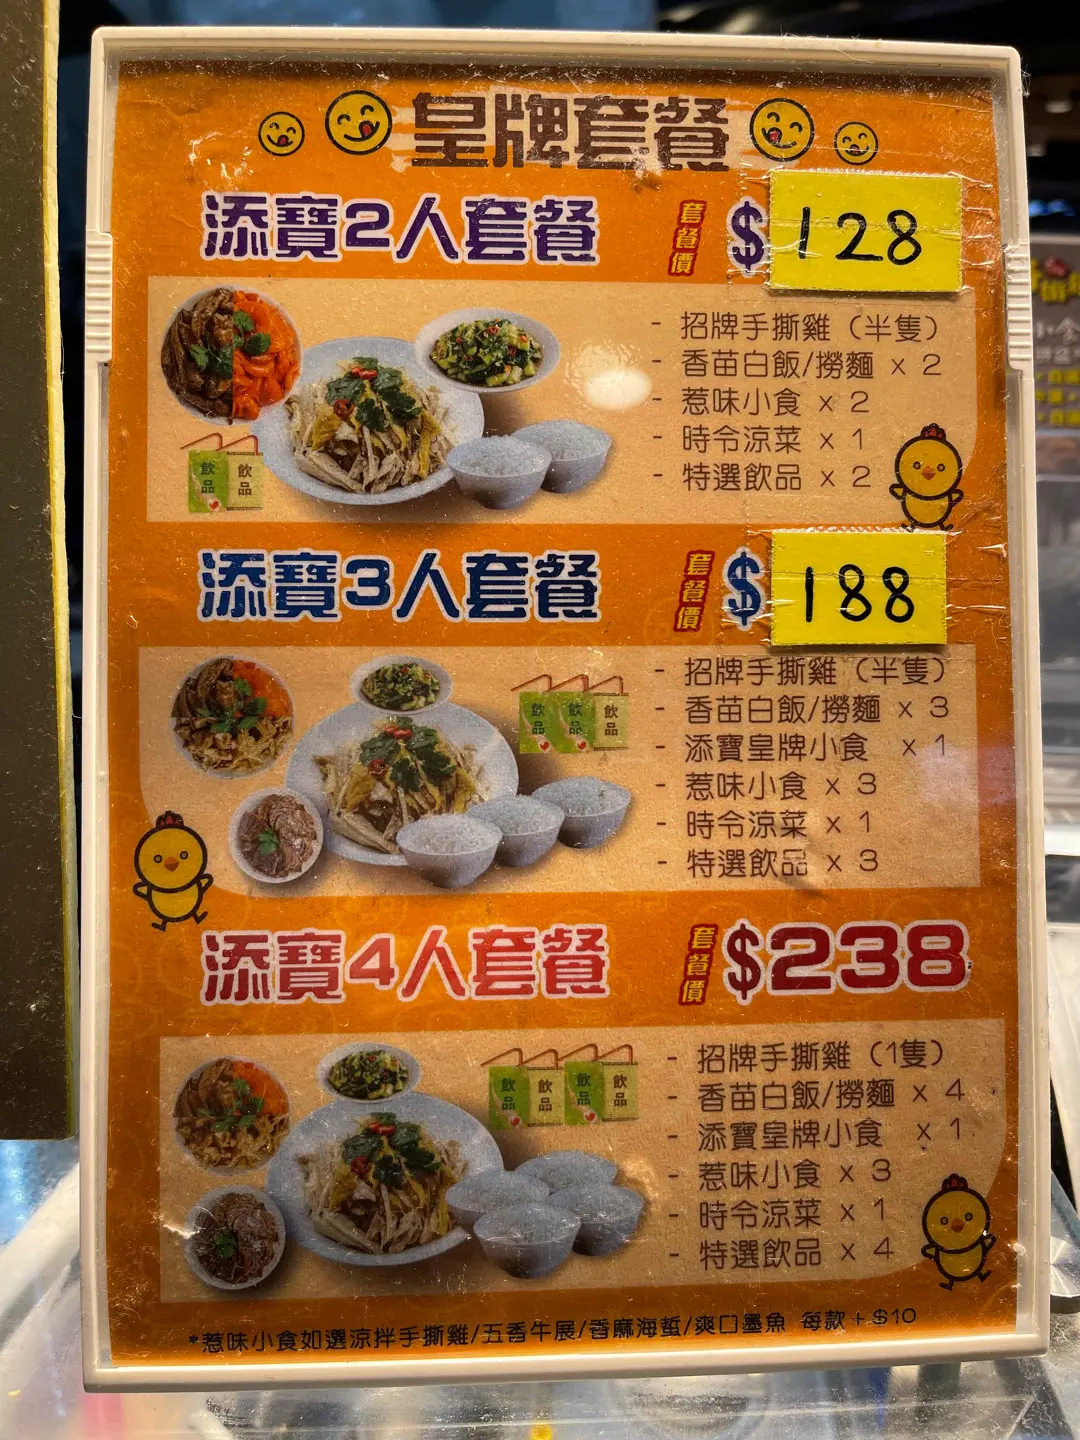 皇牌套餐
添寶2人套餐 套餐價 $128
- 招牌手撕雞（半隻）
- 香苗白飯/撈麵 x 2
- 惹味小食 x 2
- 時令涼菜 x 1
- 特選飲品 x 2
飲品 飲品
添寶3人套餐 套餐價 $188
- 招牌手撕雞（半隻）
- 香苗白飯/撈麵 x 3
- 添寶皇牌小食 x 1
- 惹味小食 x 3
- 時令涼菜 x 1
- 特選飲品 x 3
飲品 飲品 飲品
添寶4人套餐 套餐價 $238
- 招牌手撕雞（1隻）
- 香苗白飯/撈麵 x 4
- 添寶皇牌小食 x 1
- 惹味小食 x 3
- 時令涼菜 x 1
- 特選飲品 x 4
飲品 飲品 飲品 飲品
*惹味小食如選涼拌手撕雞/五香牛展/香麻海蜇/爽口墨魚 每款+$10